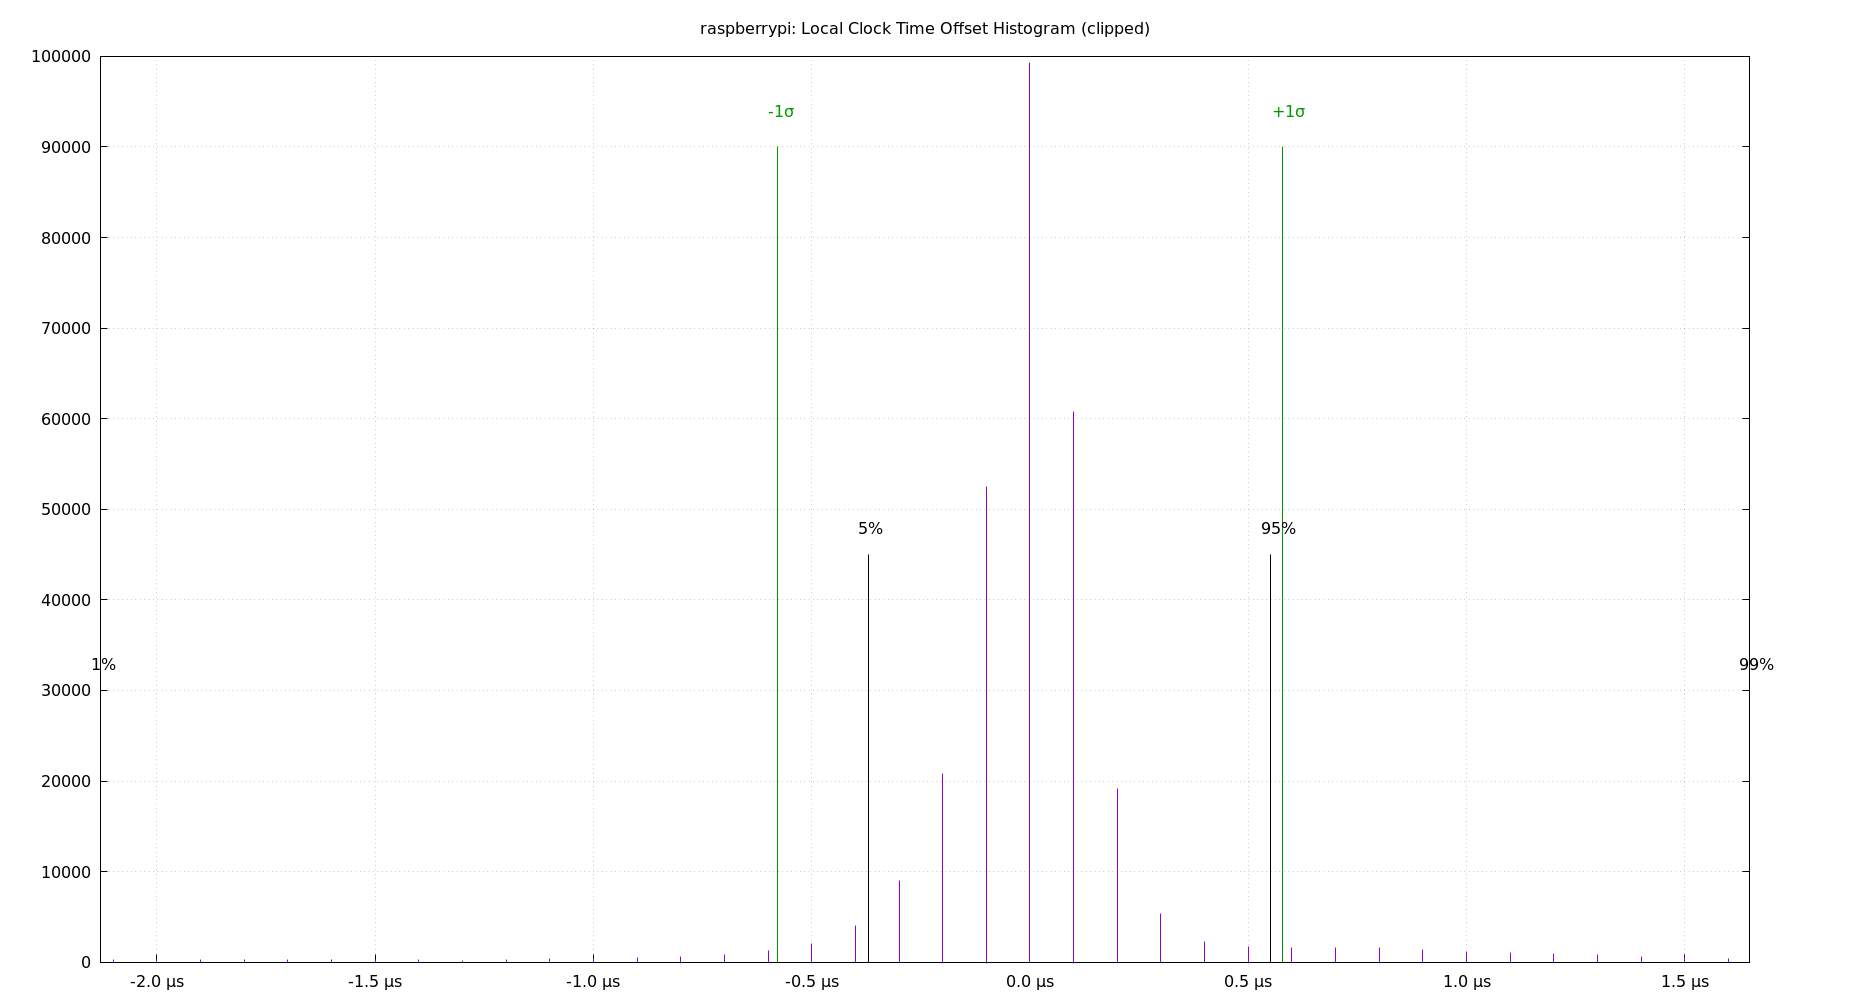 raspberrypi: Local Clock Time Offset Histogram (clipped)
100000
-1σ
+1σ
90000
80000
70000
60000
50000
5%
95%
40000
1%
99%
30000
20000
10000
0
-2.0 μs
-1.5 μs
-1.0 μs
-0.5 μs
0.0 μs
0.5 μs
1.0 μs
1.5 μs